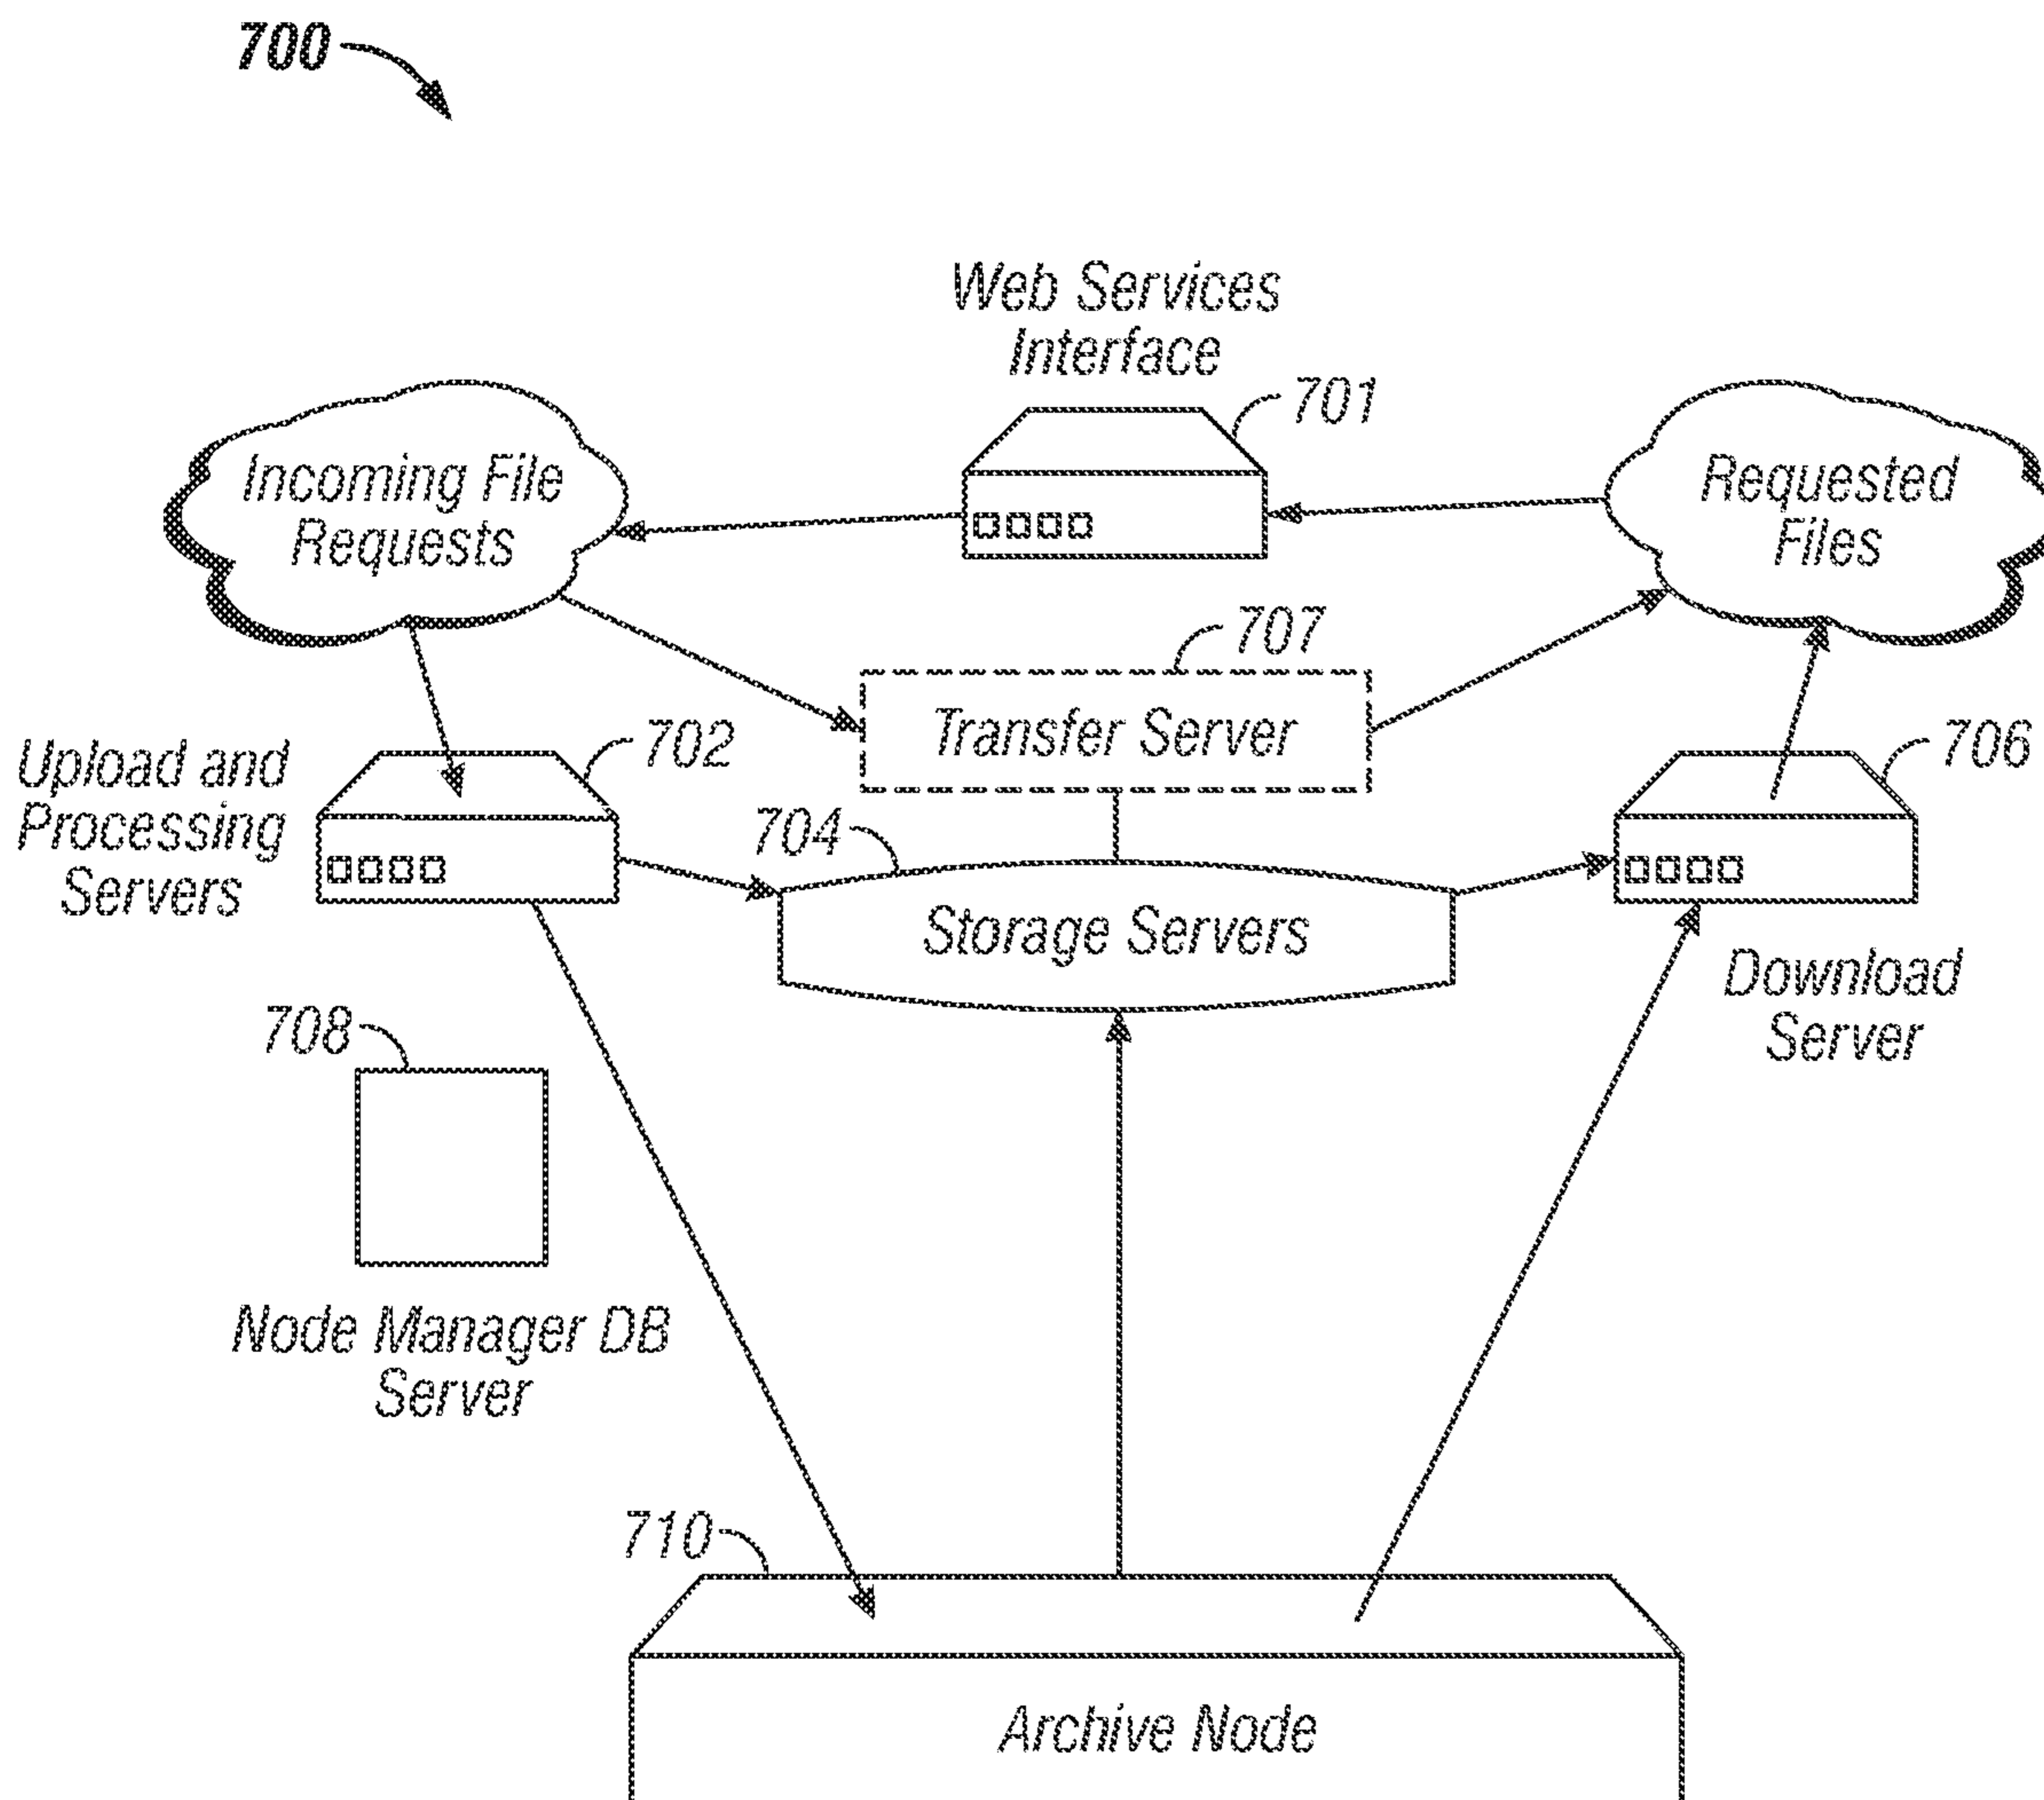 700
Web Services
Interface
701
Incoming File
Requests
Requested
Files
707
Transfer Server
702
Upload and
Processing
Servers
706
704
Storage Servers
Download
Server
708
Node Manager DB
Server
710
Archive Node